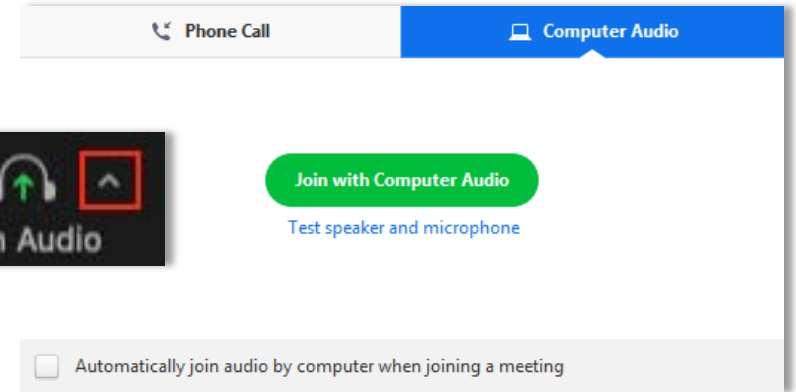 Phone Call
Computer Audio
Join with Computer Audio
Audio
Test speaker and microphone
Automatically join audio by computer when joining a meeting